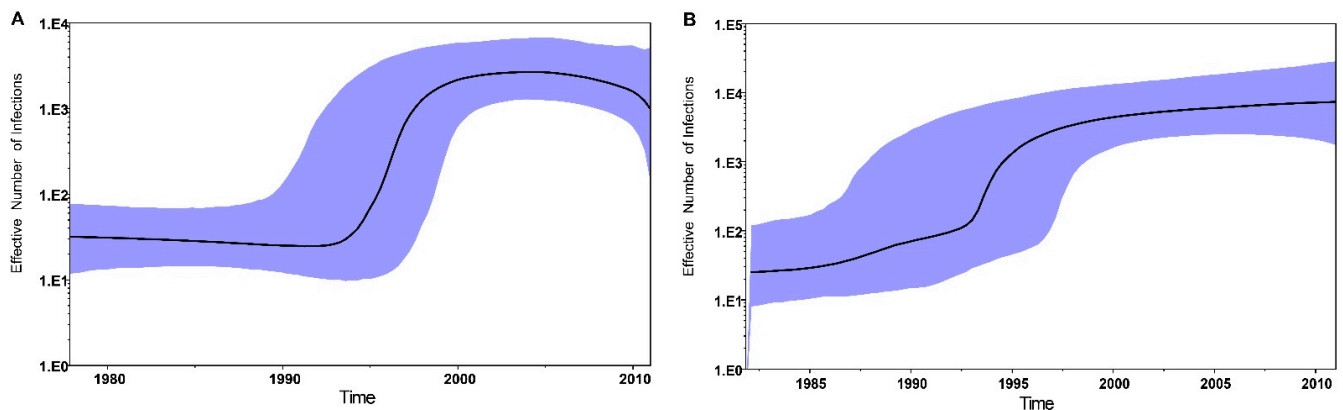 A
Effective Number of Infections
1.E4
1.E3
1.E2
1.E1
1.E0
1980
1990
2000
2010
Time
B
Effective Number of Infections
1.E5
1.E4
1.E3
1.E2
1.E1
1.E0
1985
1990
1995
2000
2005
2010
Time